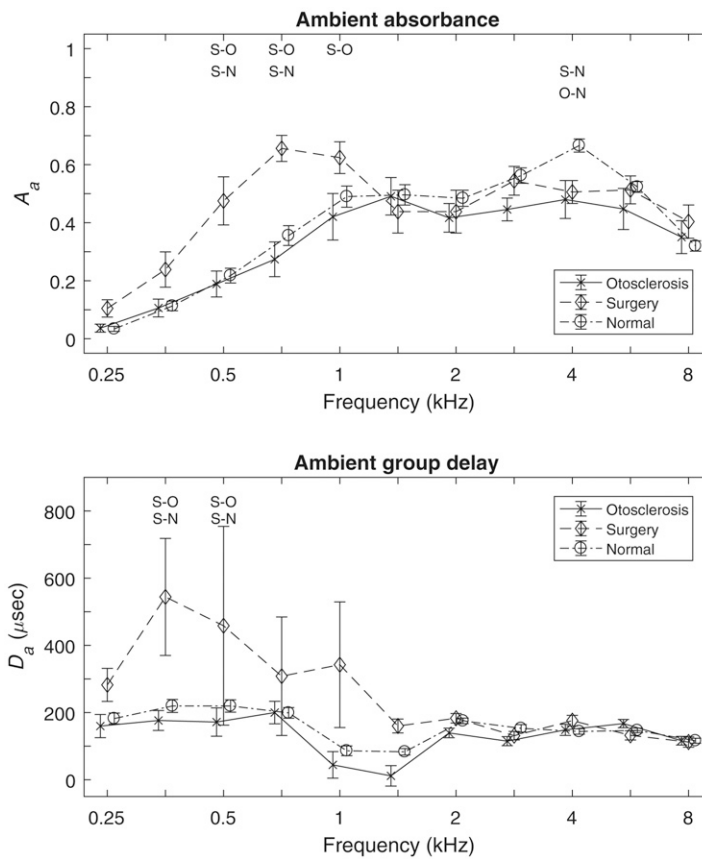 Ambient absorbance
S-O S-O S-O
S-N S-N S-N
O-N
1
0.8
0.6
0.4
0.2
0
A_a
Otosclerosis
Surgery
Normal
0.25 0.5 1 2 4 8
Frequency (kHz)
Ambient group delay
S-O S-O
S-N S-N
800
600
400
200
0
D_a (μsec)
Otosclerosis
Surgery
Normal
0.25 0.5 1 2 4 8
Frequency (kHz)